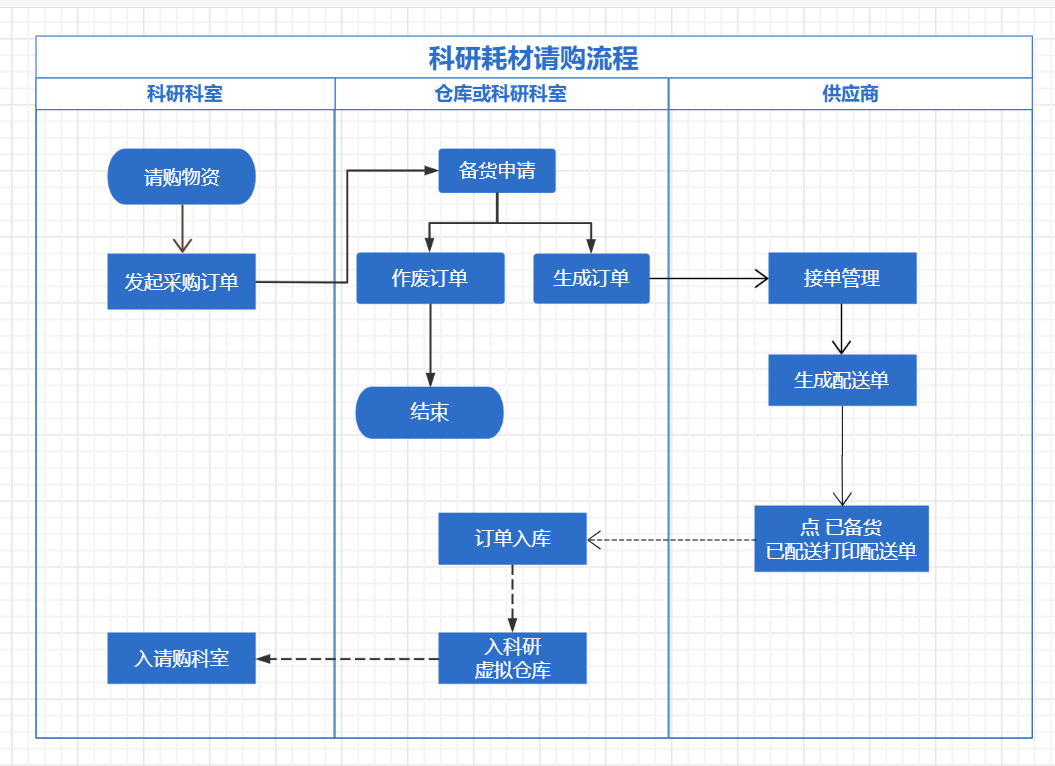 科研耗材请购流程
科研科室
仓库或科研科室
供应商
请购物资
备货申请
发起采购订单
作废订单
生成订单
接单管理
生成配送单
结束
点 已备货
已配送打印配送单
订单入库
入请购科室
入科研
虚拟仓库